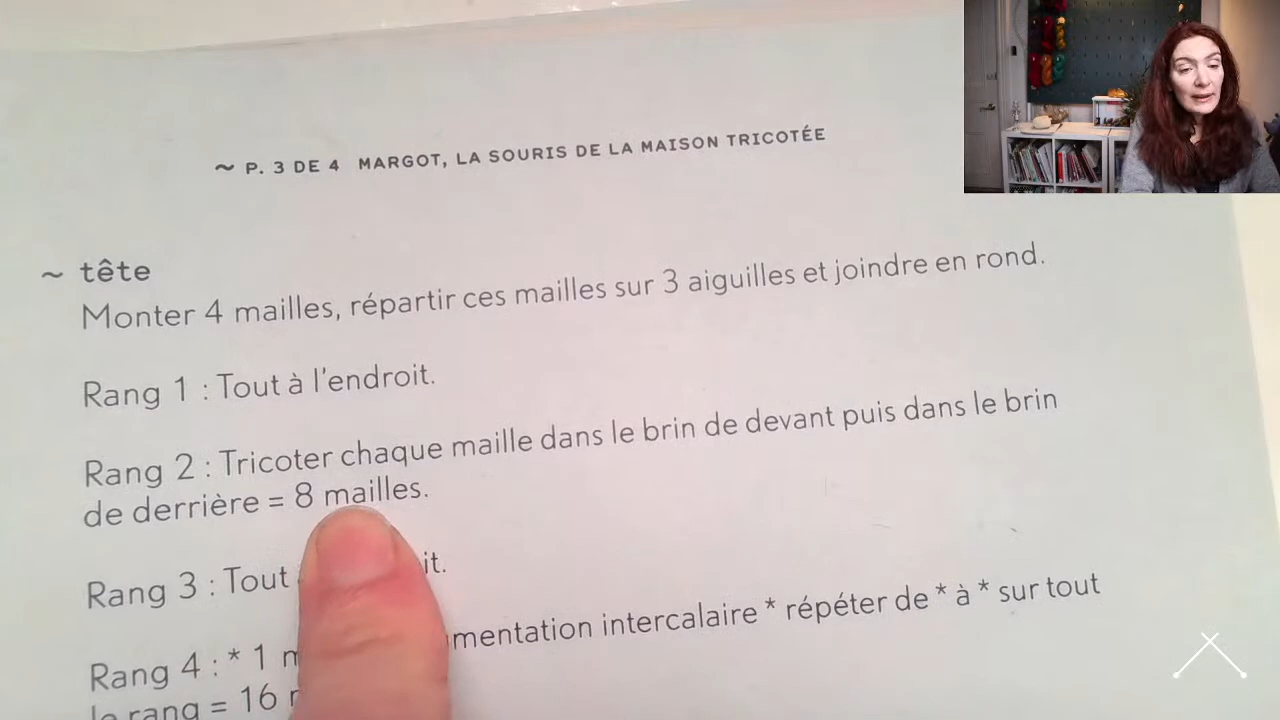 ~ P. 3 DE 4 MARGOT, LA SOURIS DE LA MAISON TRICOTÉE
~ tête
Monter 4 mailles, répartir ces mailles sur 3 aiguilles et joindre en rond.
Rang 1 : Tout à l'endroit.
Rang 2 : Tricoter chaque maille dans le brin de devant puis dans le brin
de derrière = 8 mailles.
Rang 3 : Tout
Rang 4 : * 1 intercalaire * répéter de * à * sur tout
le rang = 16